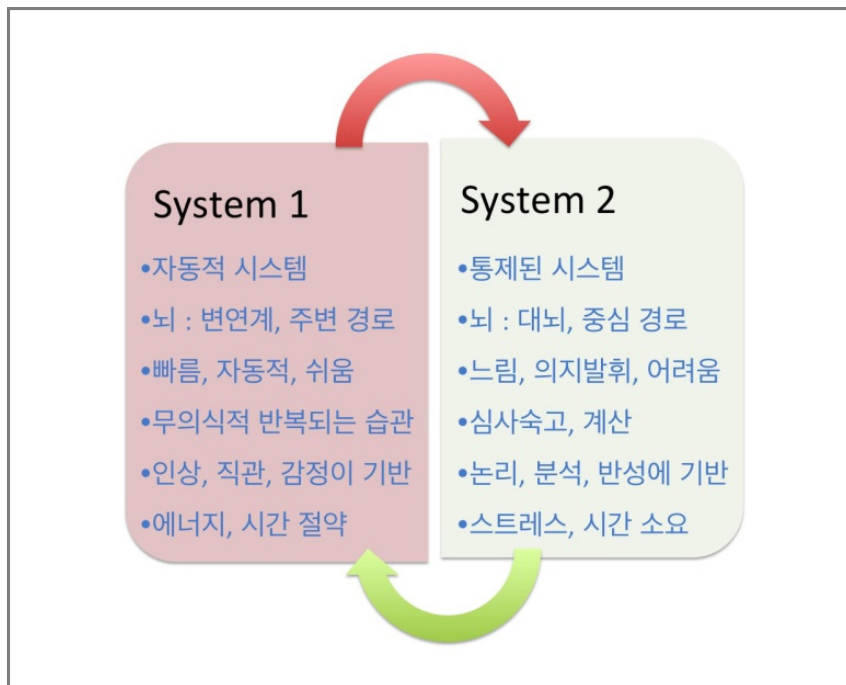 System 1
•자동적 시스템
•뇌 : 변연계, 주변 경로
•빠름, 자동적, 쉬움
•무의식적 반복되는 습관
•인상, 직관, 감정이 기반
•에너지, 시간 절약
System 2
•통제된 시스템
•뇌 : 대뇌, 중심 경로
•느림, 의지발휘, 어려움
•심사숙고, 계산
•논리, 분석, 반성에 기반
•스트레스, 시간 소요